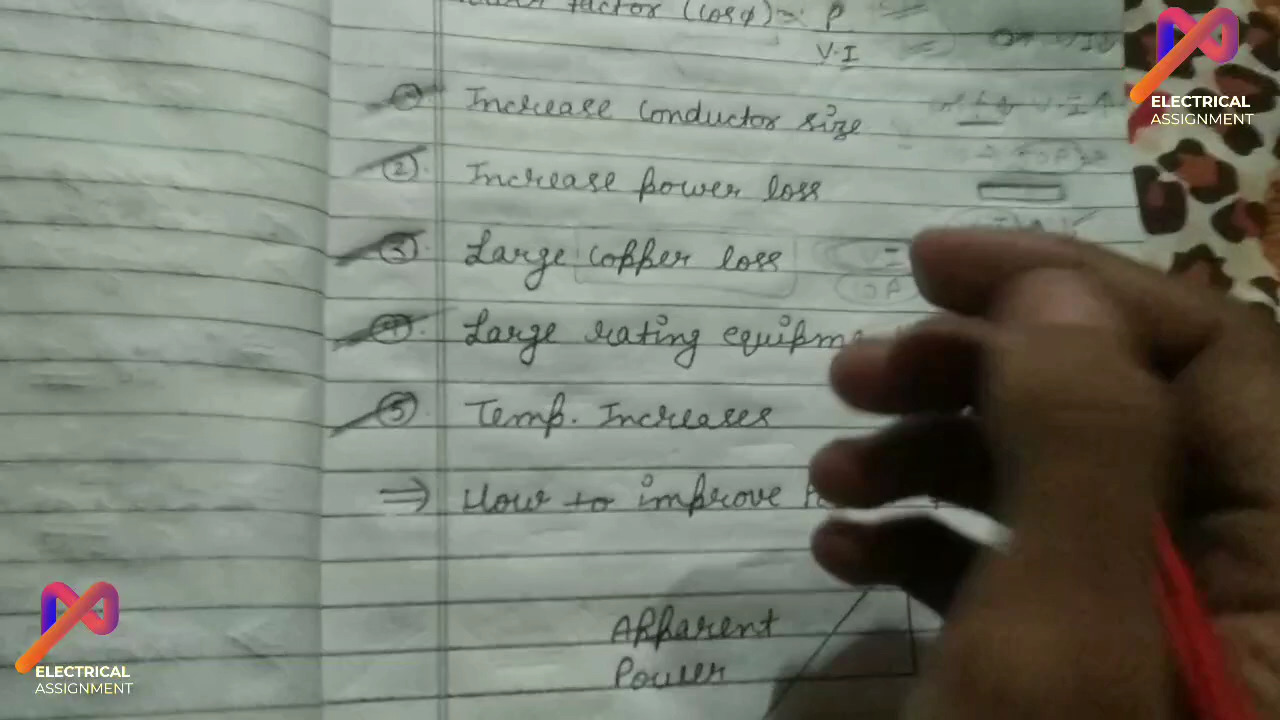 factor (cosφ) = P
V.I
ELECTRICAL
ASSIGNMENT
Increase conductor size
② Increase power loss
③ Large copper loss
④ Large rating equipme
⑤ Temp. Increases
⇒ How to improve
Apparent
Power
ELECTRICAL
ASSIGNMENT